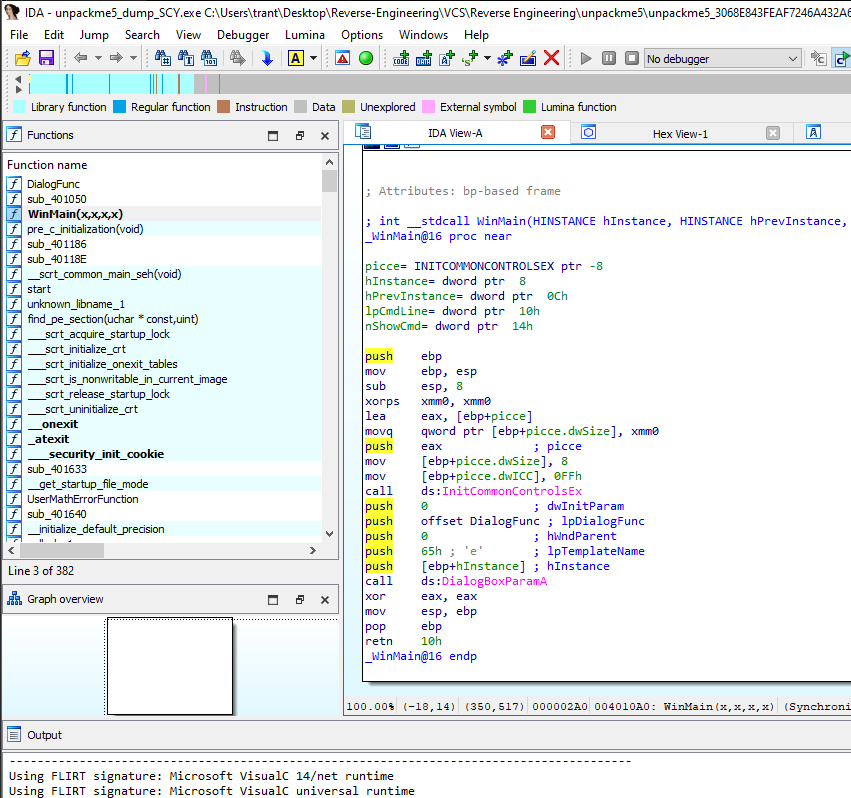 IDA - unpackme5_dump_SCY.exe C:\Users\trant\Desktop\Reverse-Engineering\VCS\Reverse Engineering\unpackme5\unpackme5_3068E843FEAF7246A432A6
File Edit Jump Search View Debugger Lumina Options Windows Help
No debugger
Library function Regular function Instruction Data Unexplored External symbol Lumina function
Functions
Function name
DialogFunc
sub_401050
WinMain(x,x,x,x)
pre_c_initialization(void)
sub_401186
sub_40118E
__scrt_common_main_seh(void)
start
unknown_libname_1
find_pe_section(uchar * const,uint)
___scrt_acquire_startup_lock
___scrt_initialize_crt
___scrt_initialize_onexit_tables
___scrt_is_nonwritable_in_current_image
___scrt_release_startup_lock
___scrt_uninitialize_crt
__onexit
_atexit
___security_init_cookie
sub_401633
__get_startup_file_mode
UserMathErrorFunction
sub_401640
__initialize_default_precision
Line 3 of 382
Graph overview
IDA View-A Hex View-1
; Attributes: bp-based frame
; int __stdcall WinMain(HINSTANCE hInstance, HINSTANCE hPrevInstance,
_WinMain@16 proc near
picce= INITCOMMONCONTROLSEX ptr -8
hInstance= dword ptr  8
hPrevInstance= dword ptr  0Ch
lpCmdLine= dword ptr  10h
nShowCmd= dword ptr  14h
push    ebp
mov     ebp, esp
sub     esp, 8
xorps   xmm0, xmm0
lea     eax, [ebp+picce]
movq    qword ptr [ebp+picce.dwSize], xmm0
push    eax             ; picce
mov     [ebp+picce.dwSize], 8
mov     [ebp+picce.dwICC], 0FFh
call    ds:InitCommonControlsEx
push    0               ; dwInitParam
push    offset DialogFunc ; lpDialogFunc
push    0               ; hWndParent
push    65h ; 'e'       ; lpTemplateName
push    [ebp+hInstance] ; hInstance
call    ds:DialogBoxParamA
xor     eax, eax
mov     esp, ebp
pop     ebp
retn    10h
_WinMain@16 endp
100.00% (-18,14) (350,517) 000002A0 004010A0: WinMain(x,x,x,x) (Synchroni
Output
Using FLIRT signature: Microsoft VisualC 14/net runtime
Using FLIRT signature: Microsoft VisualC universal runtime